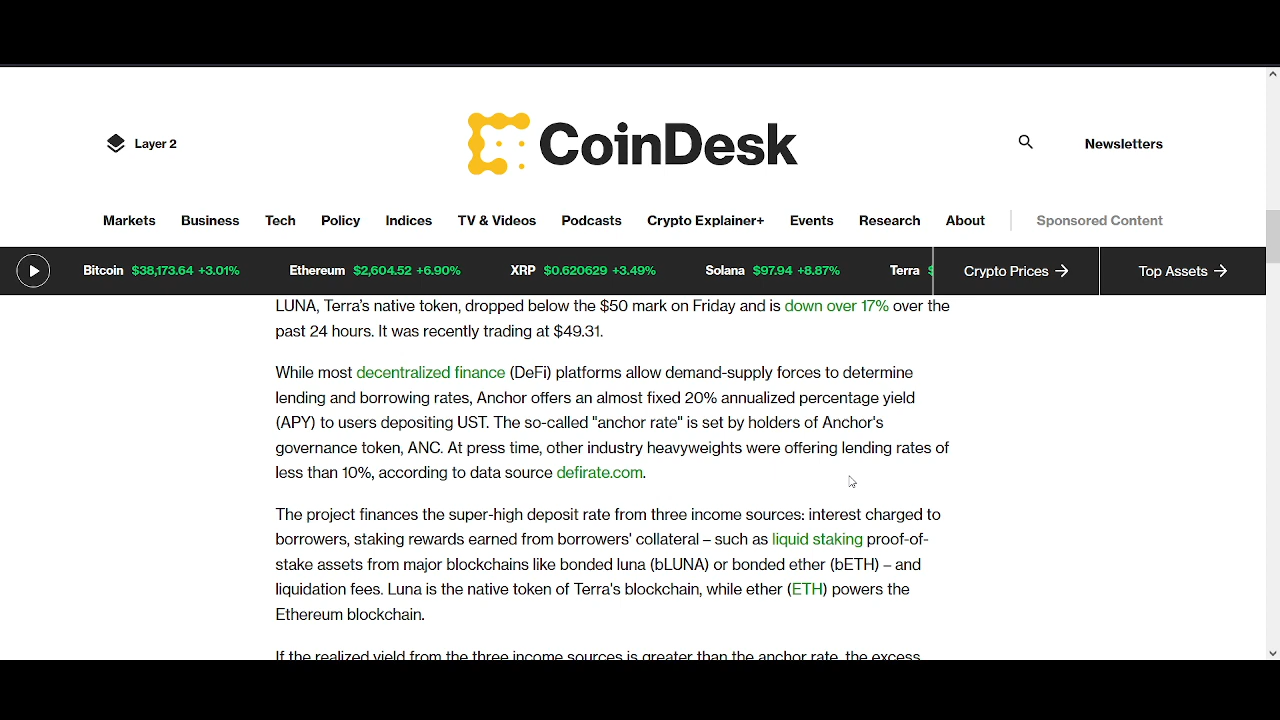 Layer 2
CoinDesk
Newsletters
Markets Business Tech Policy Indices TV & Videos Podcasts Crypto Explainer+ Events Research About Sponsored Content
Bitcoin $38,173.64 +3.01% Ethereum $2,604.52 +6.90% XRP $0.620629 +3.49% Solana $97.94 +8.87% Terra $ Crypto Prices → Top Assets →
LUNA, Terra's native token, dropped below the $50 mark on Friday and is down over 17% over the
past 24 hours. It was recently trading at $49.31.
While most decentralized finance (DeFi) platforms allow demand-supply forces to determine
lending and borrowing rates, Anchor offers an almost fixed 20% annualized percentage yield
(APY) to users depositing UST. The so-called "anchor rate" is set by holders of Anchor's
governance token, ANC. At press time, other industry heavyweights were offering lending rates of
less than 10%, according to data source defirate.com.
The project finances the super-high deposit rate from three income sources: interest charged to
borrowers, staking rewards earned from borrowers' collateral – such as liquid staking proof-of-
stake assets from major blockchains like bonded luna (bLUNA) or bonded ether (bETH) – and
liquidation fees. Luna is the native token of Terra's blockchain, while ether (ETH) powers the
Ethereum blockchain.
If the realized yield from the three income sources is greater than the anchor rate, the excess